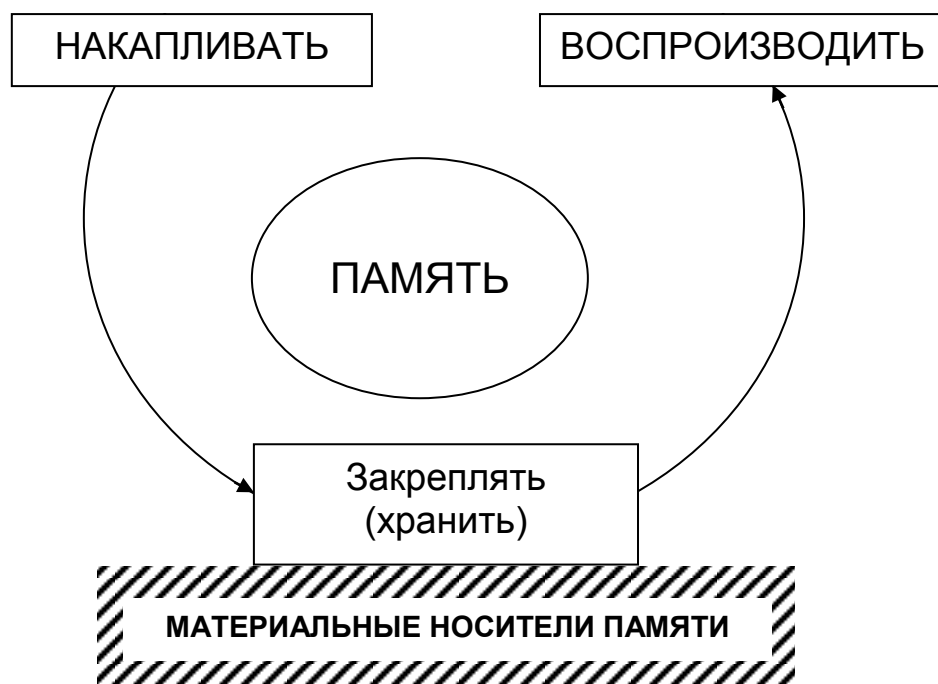 НАКАПЛИВАТЬ
ВОСПРОИЗВОДИТЬ
ПАМЯТЬ
Закреплять
(хранить)
МАТЕРИАЛЬНЫЕ НОСИТЕЛИ ПАМЯТИ